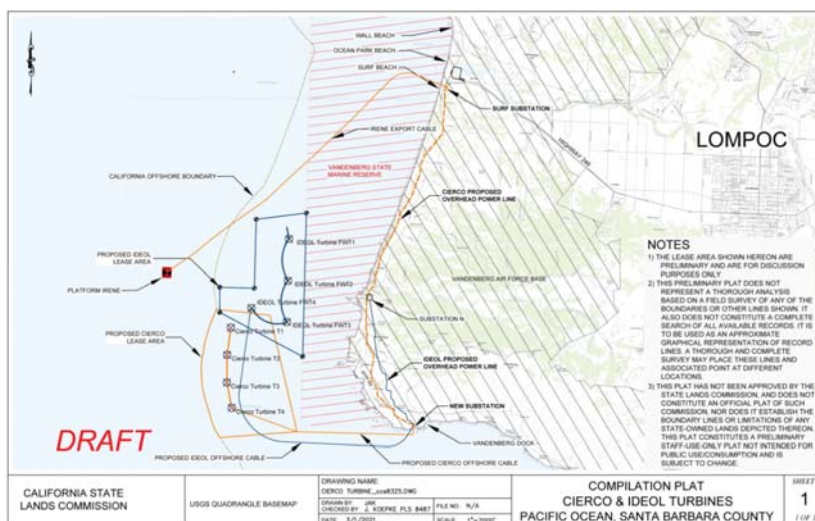 WALL BEACH
OCEAN PARK BEACH
SURF BEACH
SURF SUBSTATION
IRENE EXPORT CABLE
HIGHWAY 246
LOMPOC
VANDENBERG STATE
MARINE RESERVE
CALIFORNIA OFFSHORE BOUNDARY
CIERCO PROPOSED
OVERHEAD POWER LINE
PROPOSED IDEOL
LEASE AREA
IDEOL Turbine FWT1
PLATFORM IRENE
VANDENBERG AIR FORCE BASE
IDEOL Turbine FWT2
SUBSTATION N
IDEOL Turbine FWT4
IDEOL Turbine FWT3
PROPOSED CIERCO
LEASE AREA
Cierco Turbine T1
Cierco Turbine T2
IDEOL PROPOSED
OVERHEAD POWER LINE
Cierco Turbine T3
Cierco Turbine T4
NEW SUBSTATION
VANDENBERG DOCK
DRAFT
PROPOSED IDEOL OFFSHORE CABLE
PROPOSED CIERCO OFFSHORE CABLE
NOTES
1) THE LEASE AREA SHOWN HEREON ARE
PRELIMINARY AND ARE FOR DISCUSSION
PURPOSES ONLY
2) THIS PRELIMINARY PLAT DOES NOT
REPRESENT A THOROUGH ANALYSIS
BASED ON A FIELD SURVEY OF ANY OF THE
BOUNDARIES OR OTHER LINES SHOWN. IT
ALSO DOES NOT CONSTITUTE A COMPLETE
SEARCH OF ALL AVAILABLE RECORDS. IT IS
TO BE USED AS AN APPROXIMATE
GRAPHICAL REPRESENTATION OF RECORD
LINES. A THOROUGH AND COMPLETE
SURVEY MAY PLACE THESE LINES AND
ASSOCIATED POINT AT DIFFERENT
LOCATIONS.
3) THIS PLAT HAS NOT BEEN APPROVED BY THE
STATE LANDS COMMISSION, AND DOES NOT
CONSTITUTE AN OFFICIAL PLAT OF SUCH
COMMISSION, NOR DOES IT ESTABLISH THE
BOUNDARY LINES OR LIMITATIONS OF ANY
STATE-OWNED LANDS DEPICTED THEREON.
THIS PLAT CONSTITUTES A PRELIMINARY
STAFF-USE-ONLY PLAT NOT INTENDED FOR
PUBLIC USE/CONSUMPTION AND IS
SUBJECT TO CHANGE.
CALIFORNIA STATE
LANDS COMMISSION
USGS QUADRANGLE BASEMAP
DRAWING NAME:
DRAWN BY: JAK
CHECKED BY: J. KOEPKE PLS 8487
FILE NO: N/A
DATE: 3/1/2021
COMPILATION PLAT
CIERCO & IDEOL TURBINES
PACIFIC OCEAN, SANTA BARBARA COUNTY
SHEET
1
1 OF 1